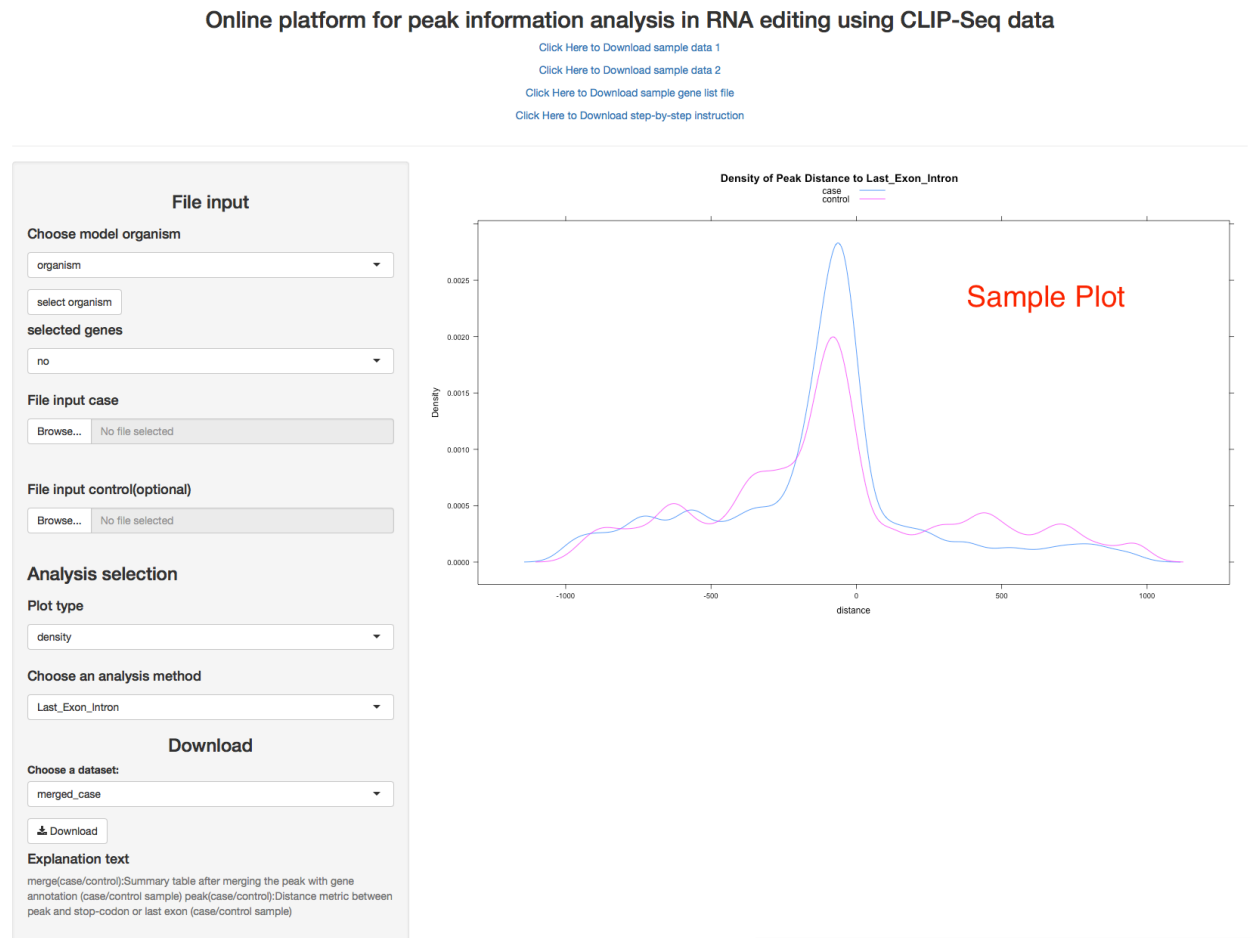 Online platform for peak information analysis in RNA editing using CLIP-Seq data
Click Here to Download sample data 1
Click Here to Download sample data 2
Click Here to Download sample gene list file
Click Here to Download step-by-step instruction
File input
Choose model organism
organism
select organism
selected genes
no
File input case
Browse... No file selected
File input control(optional)
Browse... No file selected
Analysis selection
Plot type
density
Choose an analysis method
Last_Exon_Intron
Download
Choose a dataset:
merged_case
Download
Explanation text
merge(case/control):Summary table after merging the peak with gene
annotation (case/control sample) peak(case/control):Distance metric between
peak and stop-codon or last exon (case/control sample)
Density of Peak Distance to Last_Exon_Intron
case
control
Sample Plot
Density
0.0025
0.0020
0.0015
0.0010
0.0005
0.0000
-1000 -500 0 500 1000
distance